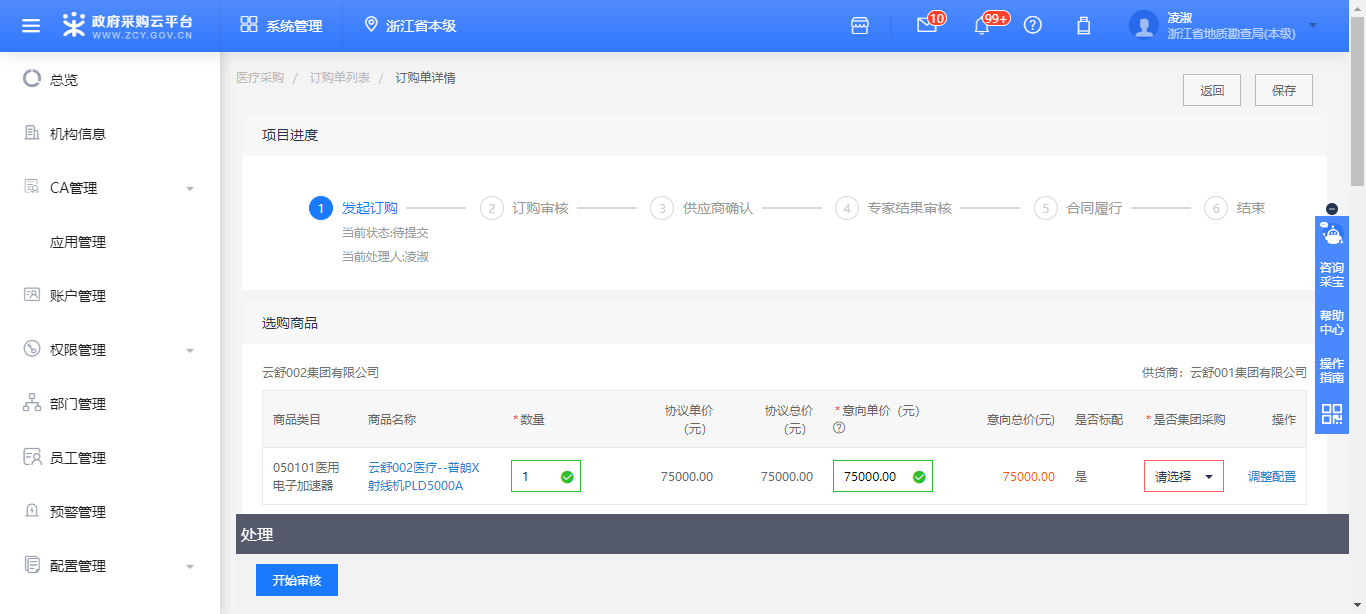 政府采购云平台
WWW.ZCY.GOV.CN
系统管理
浙江省本级
10
99+
凌淑
浙江省地质勘查局(本级)
总览
机构信息
CA管理
应用管理
账户管理
权限管理
部门管理
员工管理
预警管理
配置管理
医疗采购 / 订购单列表 / 订购单详情
返回
保存
项目进度
1 发起订购
2 订购审核
3 供应商确认
4 专家结果审核
5 合同履行
6 结束
当前状态:待提交
当前处理人:凌淑
选购商品
云舒002集团有限公司
供货商：云舒001集团有限公司
商品类目
商品名称
*数量
协议单价
(元)
协议总价
(元)
*意向单价（元）
意向总价(元)
是否标配
*是否集团采购
操作
050101医用
电子加速器
云舒002医疗--普朗X
射线机PLD5000A
1
75000.00
75000.00
75000.00
75000.00
是
请选择
调整配置
处理
开始审核
咨询
采宝
帮助
中心
操作
指南